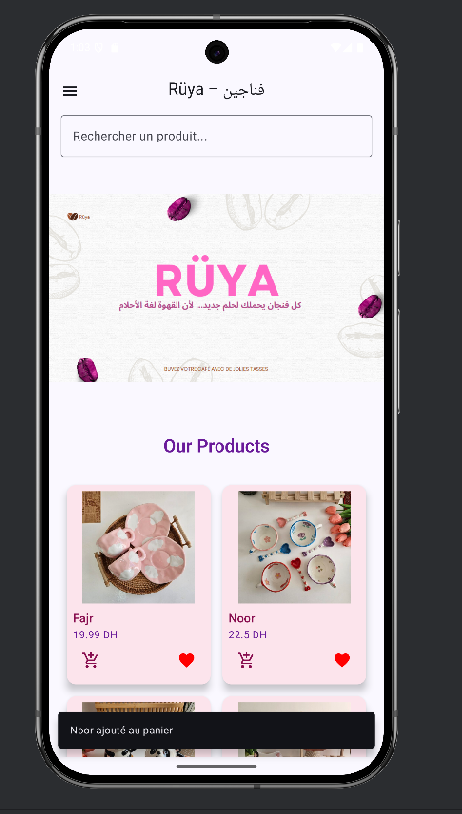 Rüya – فناجين
Rechercher un produit...
Rüya
RÜYA
كل فنجان يحملك لحلم جديد... لأن القهوة لغة الأحلام
BUVEZ VOTRE CAFE AVEC DE JOLIES TASSES
Our Products
Fajr
19.99 DH
Noor
22.5 DH
Noor ajouté au panier